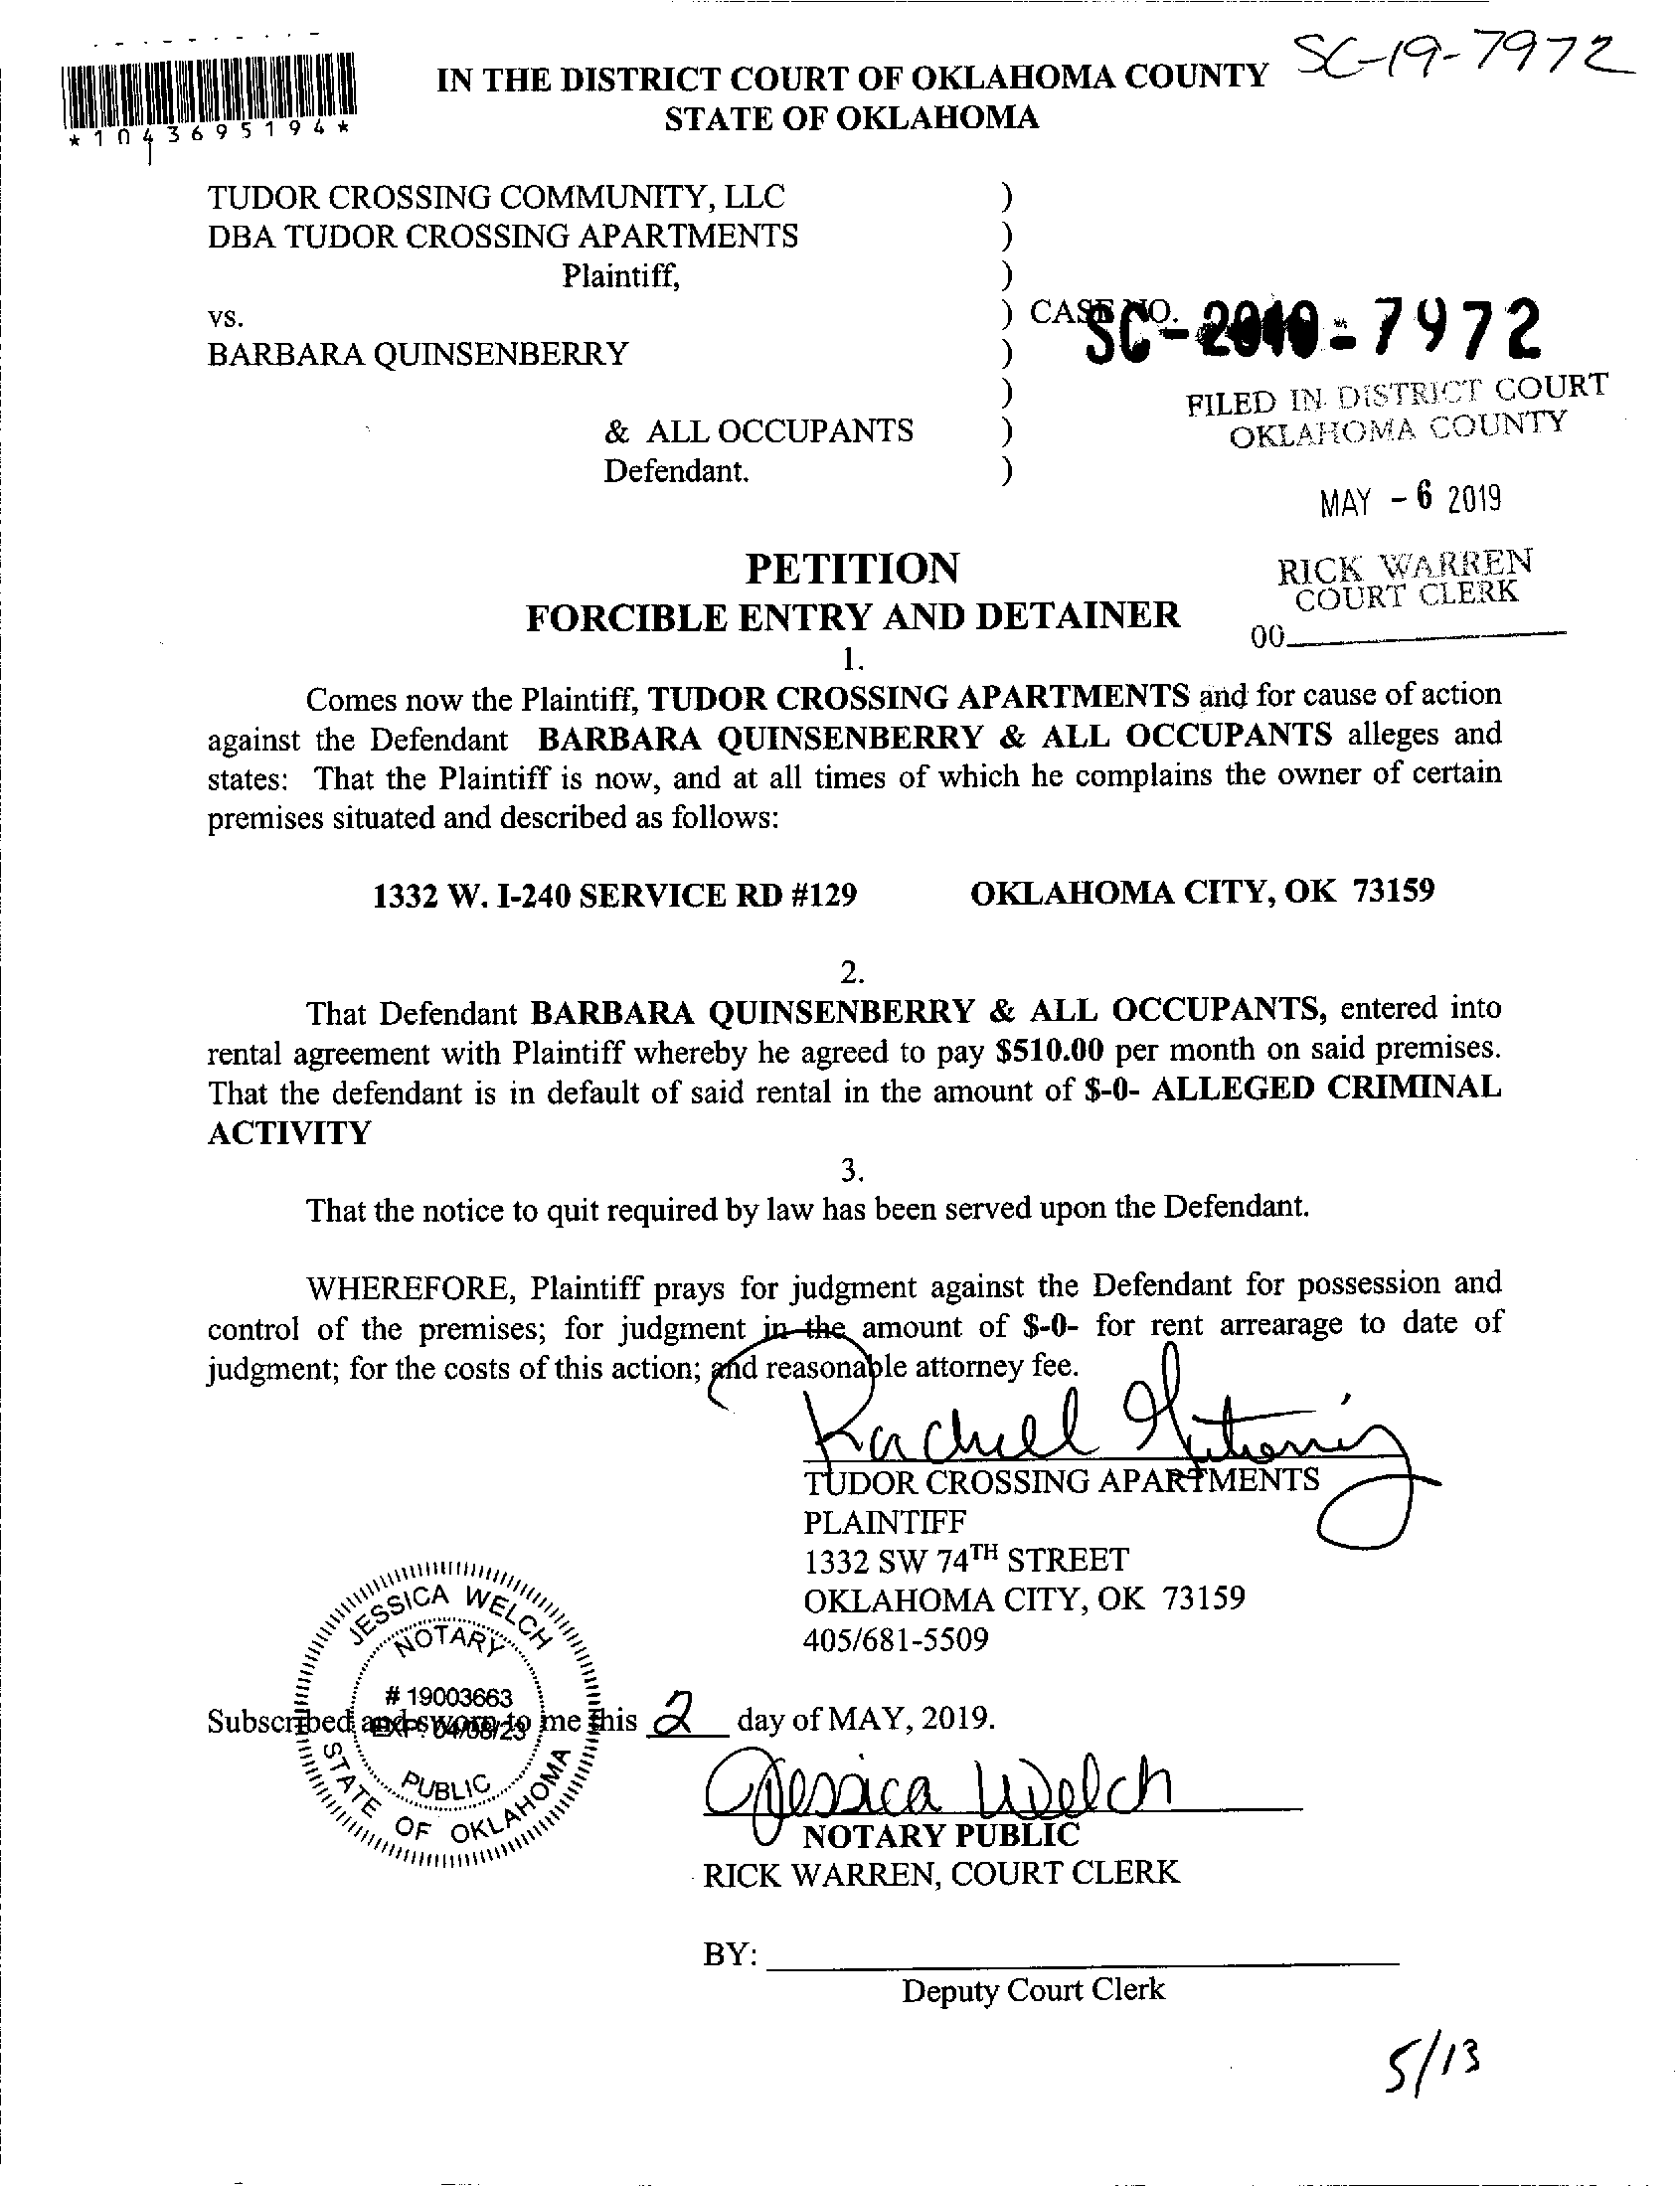 SC-19-7972
*1043695194*
IN THE DISTRICT COURT OF OKLAHOMA COUNTY
STATE OF OKLAHOMA
TUDOR CROSSING COMMUNITY, LLC )
DBA TUDOR CROSSING APARTMENTS )
Plaintiff, )
vs. ) CASE NO. SC - 2019 - 7972
BARBARA QUINSENBERRY )
)
& ALL OCCUPANTS )
Defendant. )
FILED IN DISTRICT COURT
OKLAHOMA COUNTY
MAY - 6 2019
RICK WARREN
COURT CLERK
00
PETITION
FORCIBLE ENTRY AND DETAINER
1.
Comes now the Plaintiff, TUDOR CROSSING APARTMENTS and for cause of action
against the Defendant BARBARA QUINSENBERRY & ALL OCCUPANTS alleges and
states: That the Plaintiff is now, and at all times of which he complains the owner of certain
premises situated and described as follows:
1332 W. I-240 SERVICE RD #129 OKLAHOMA CITY, OK 73159
2.
That Defendant BARBARA QUINSENBERRY & ALL OCCUPANTS, entered into
rental agreement with Plaintiff whereby he agreed to pay $510.00 per month on said premises.
That the defendant is in default of said rental in the amount of $-0- ALLEGED CRIMINAL
ACTIVITY
3.
That the notice to quit required by law has been served upon the Defendant.
WHEREFORE, Plaintiff prays for judgment against the Defendant for possession and
control of the premises; for judgment in the amount of $-0- for rent arrearage to date of
judgment; for the costs of this action; and reasonable attorney fee.
Rachell Gutierrez
TUDOR CROSSING APARTMENTS
PLAINTIFF
1332 SW 74TH STREET
OKLAHOMA CITY, OK 73159
405/681-5509
JESSICA WELCH
NOTARY
# 19003663
EXP. 04/08/23
PUBLIC
STATE OF OKLAHOMA
Subscribed and sworn to me this 2 day of MAY, 2019.
Jessica Welch
NOTARY PUBLIC
RICK WARREN, COURT CLERK
BY:
Deputy Court Clerk
5/13